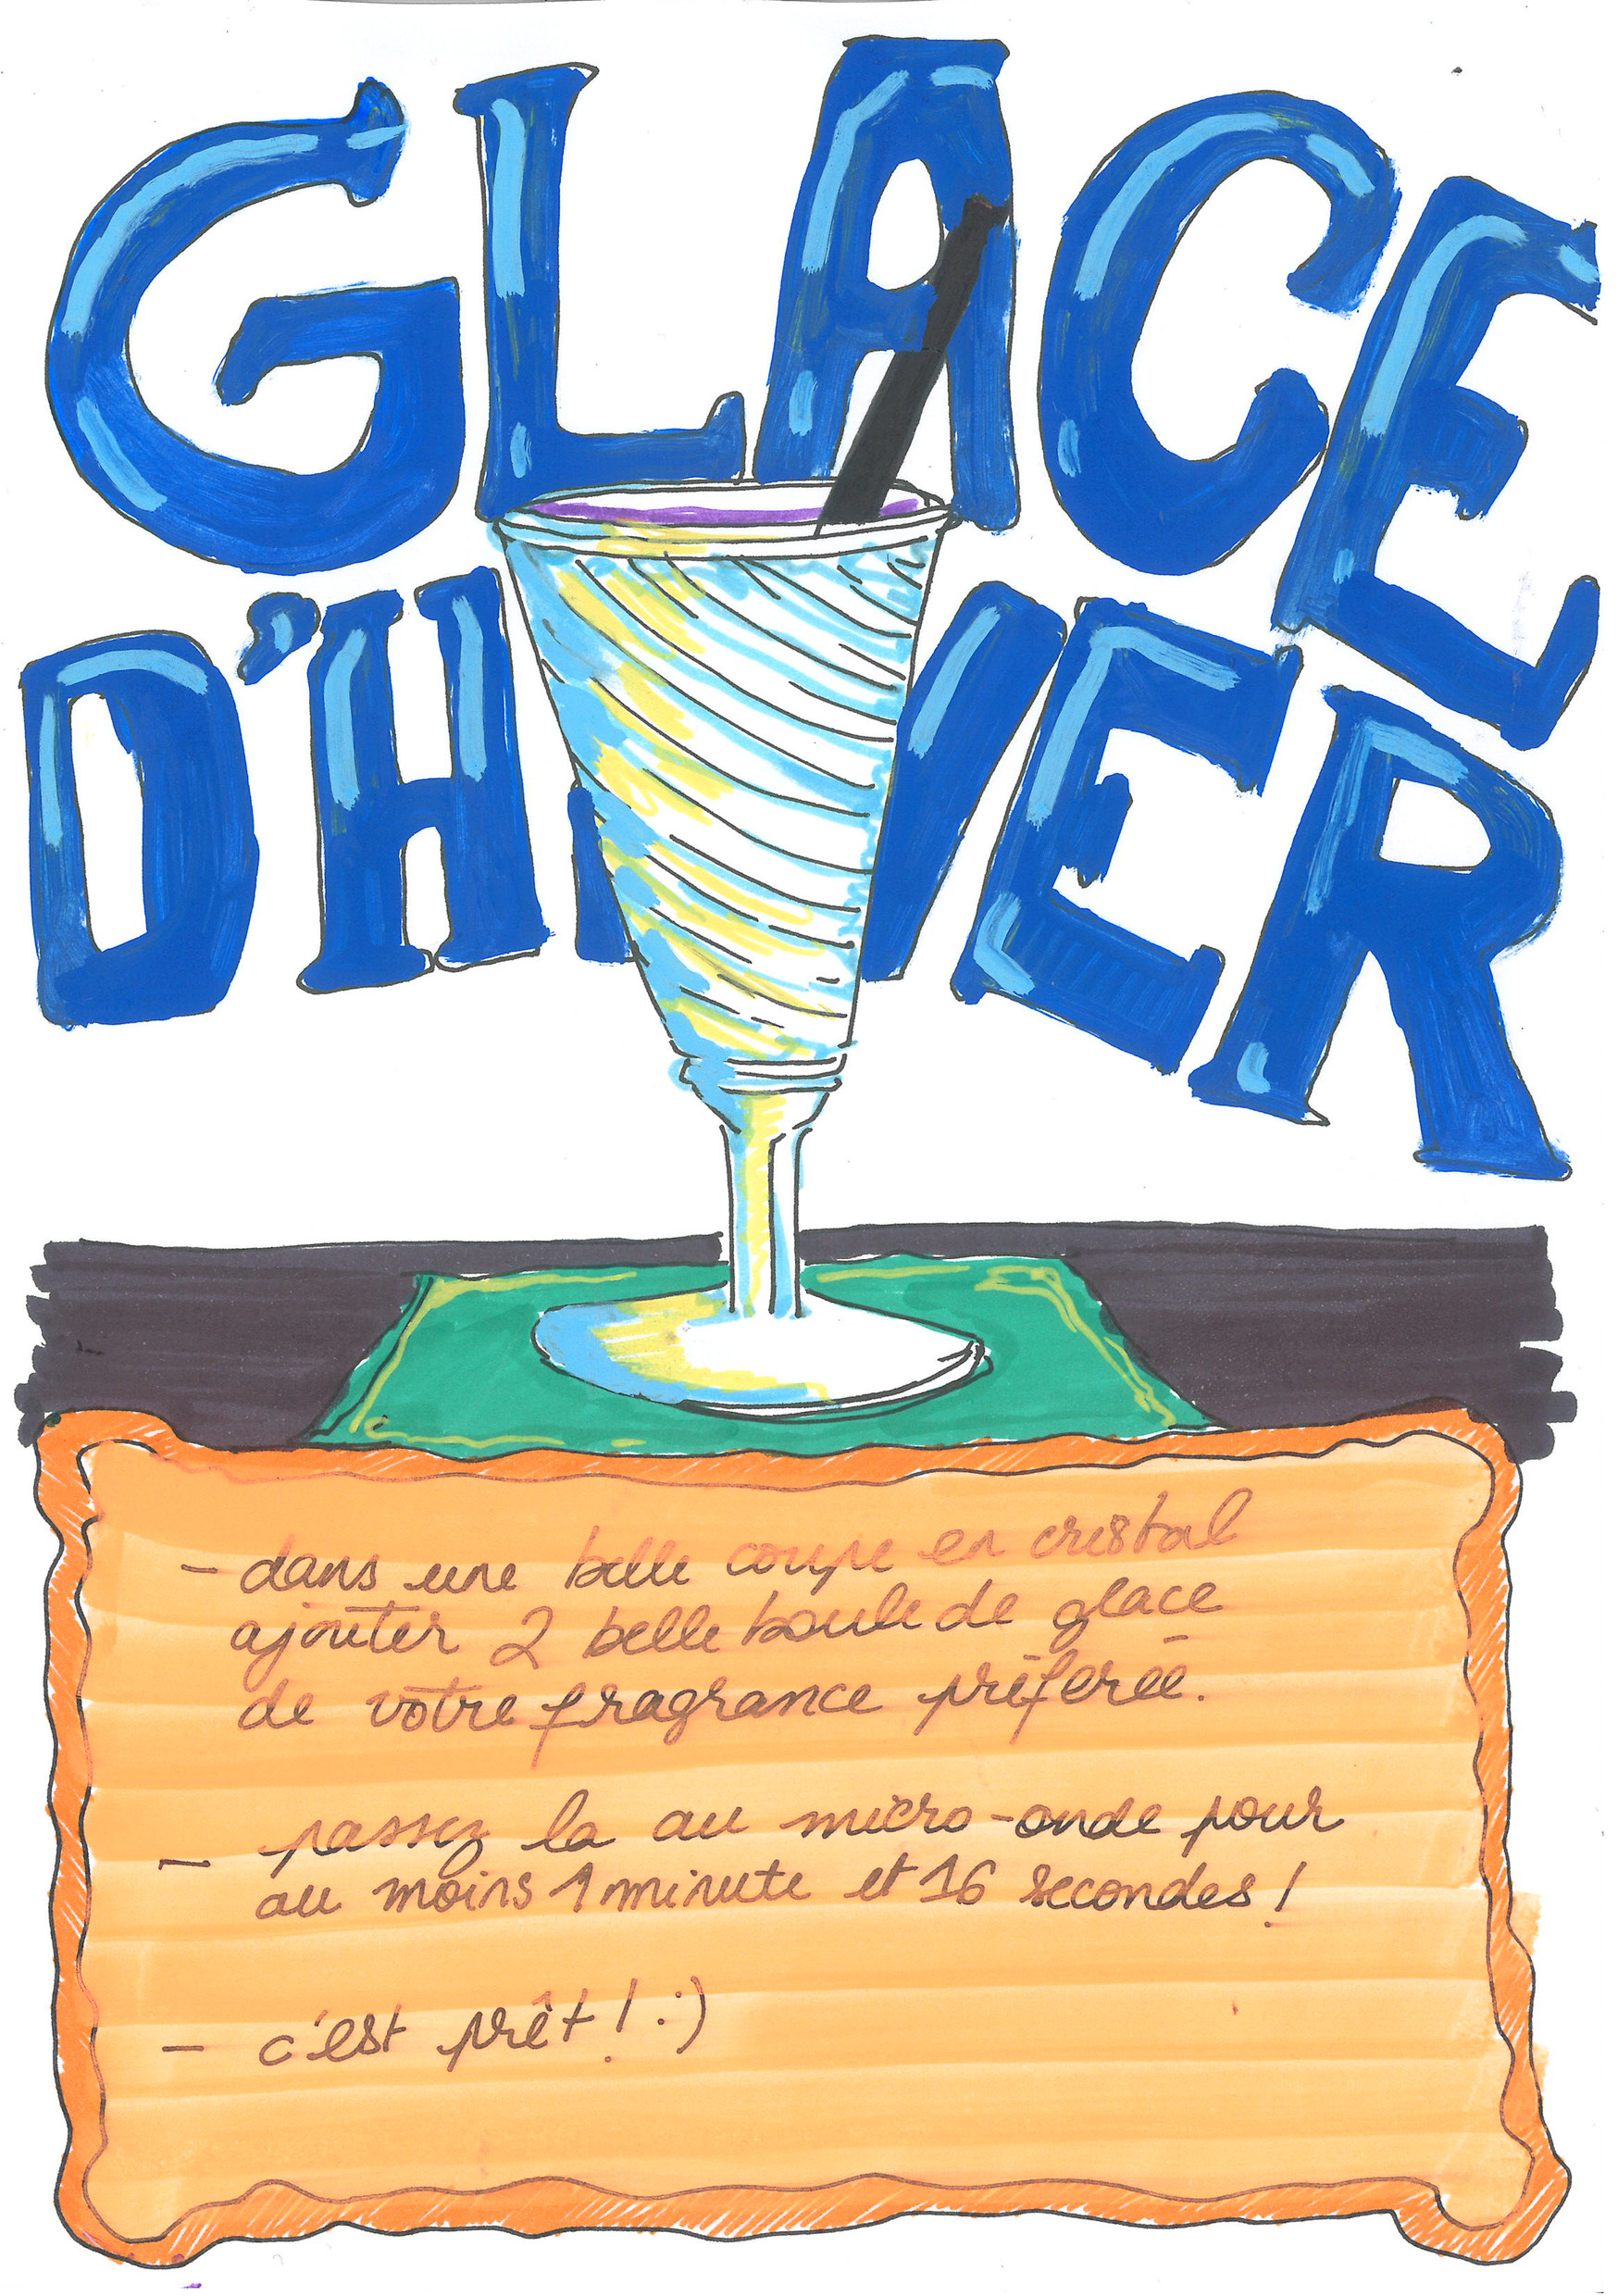 GLACE
D'HIVER
- dans une belle coupe en cristal
ajouter 2 belle boule de glace
de votre fragrance préférée.
- passez la au micro-onde pour
au moins 1 minute et 16 secondes !
- c'est prêt ! :)